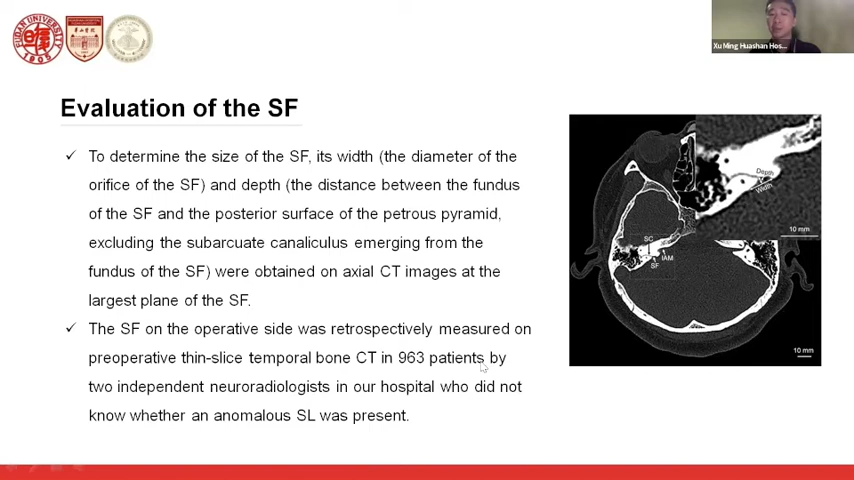 FUDAN UNIVERSITY
1905
Xu Ming Huashan Hos...
Evaluation of the SF
✓ To determine the size of the SF, its width (the diameter of the
orifice of the SF) and depth (the distance between the fundus
of the SF and the posterior surface of the petrous pyramid,
excluding the subarcuate canaliculus emerging from the
fundus of the SF) were obtained on axial CT images at the
largest plane of the SF.
✓ The SF on the operative side was retrospectively measured on
preoperative thin-slice temporal bone CT in 963 patients by
two independent neuroradiologists in our hospital who did not
know whether an anomalous SL was present.
Depth
Width
10 mm
SC
IAM
SF
10 mm